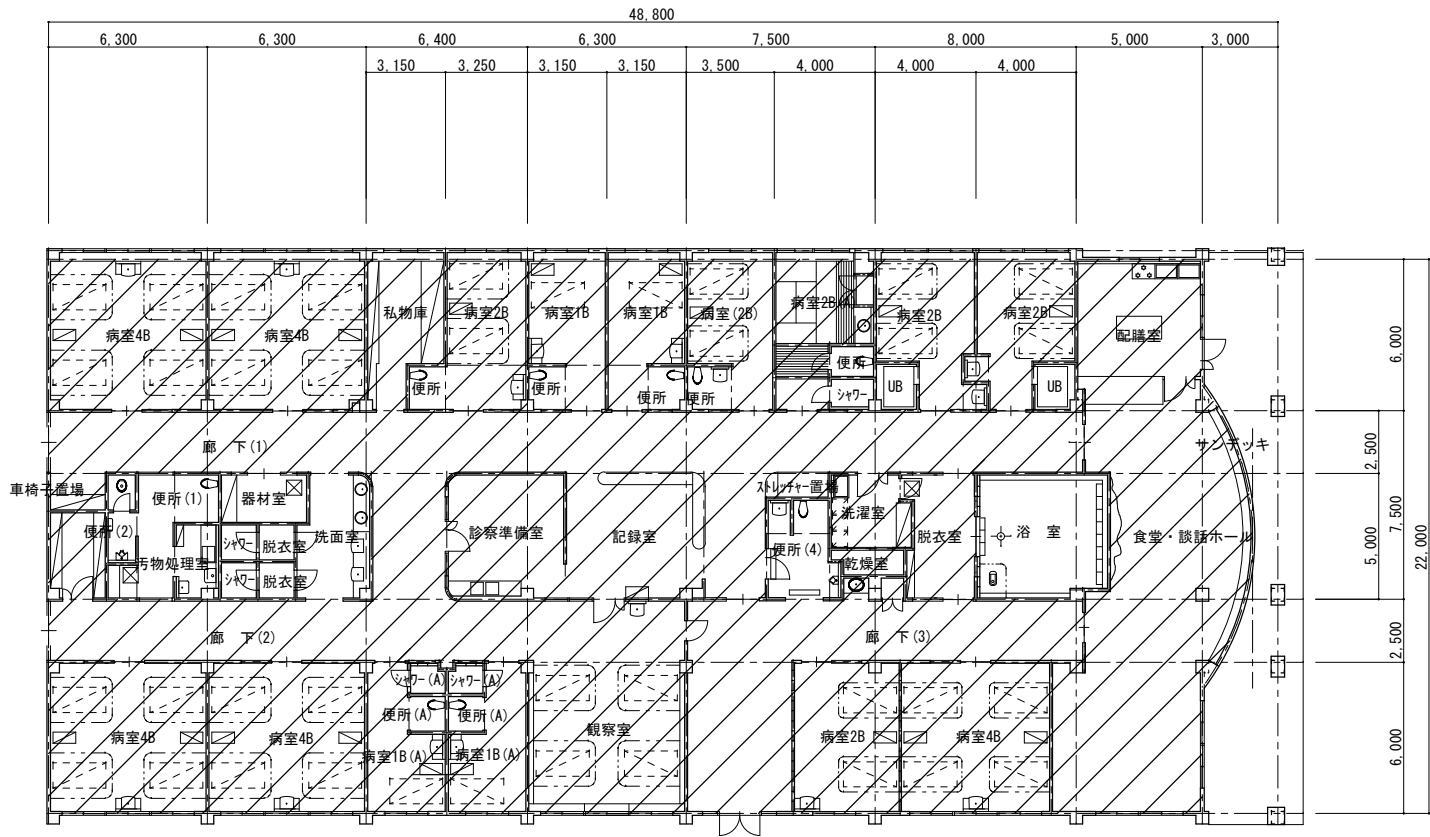 48,800
6,300
6,300
6,400
6,300
7,500
8,000
5,000
3,000
3,150
3,250
3,150
3,150
3,500
4,000
4,000
4,000
病室4B
病室4B
私物庫
病室2B
病室1B
病室1B
病室(2B)
病室2B(A)
病室2B
病室2B
配膳室
便所
便所
便所
便所
便所
シャワー
UB
UB
6,000
廊 下(1)
サンデッキ
2,500
車椅子置場
便所(1)
器材室
便所(2)
汚物処理室
シャワー
脱衣室
シャワー
脱衣室
洗面室
診察準備室
記録室
ストレッチャー置場
洗濯室
便所(4)
乾燥室
脱衣室
浴 室
食堂・談話ホール
5,000
7,500
22,000
廊 下(2)
廊 下(3)
2,500
病室4B
病室4B
シャワー(A)
シャワー(A)
便所(A)
便所(A)
病室1B(A)
病室1B(A)
観察室
病室2B
病室4B
6,000